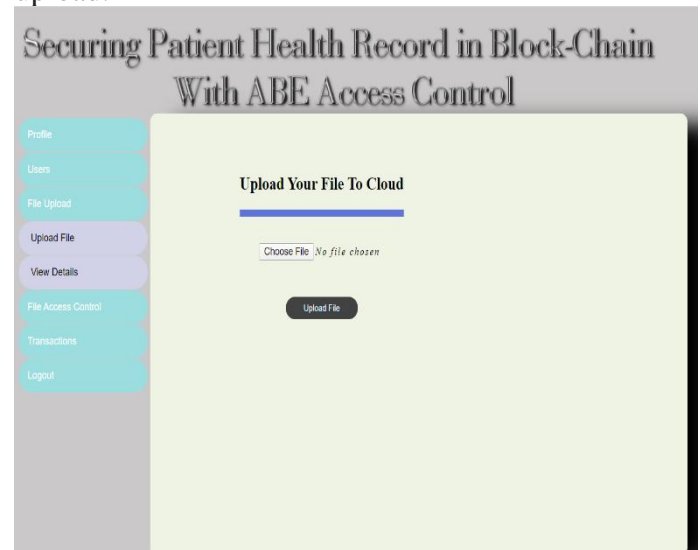 upload.
Securing Patient Health Record in Block-Chain
With ABE Access Control
Profile
Users
File Upload
Upload File
View Details
File Access Control
Transactions
Logout
Upload Your File To Cloud
Choose File No file chosen
Upload File